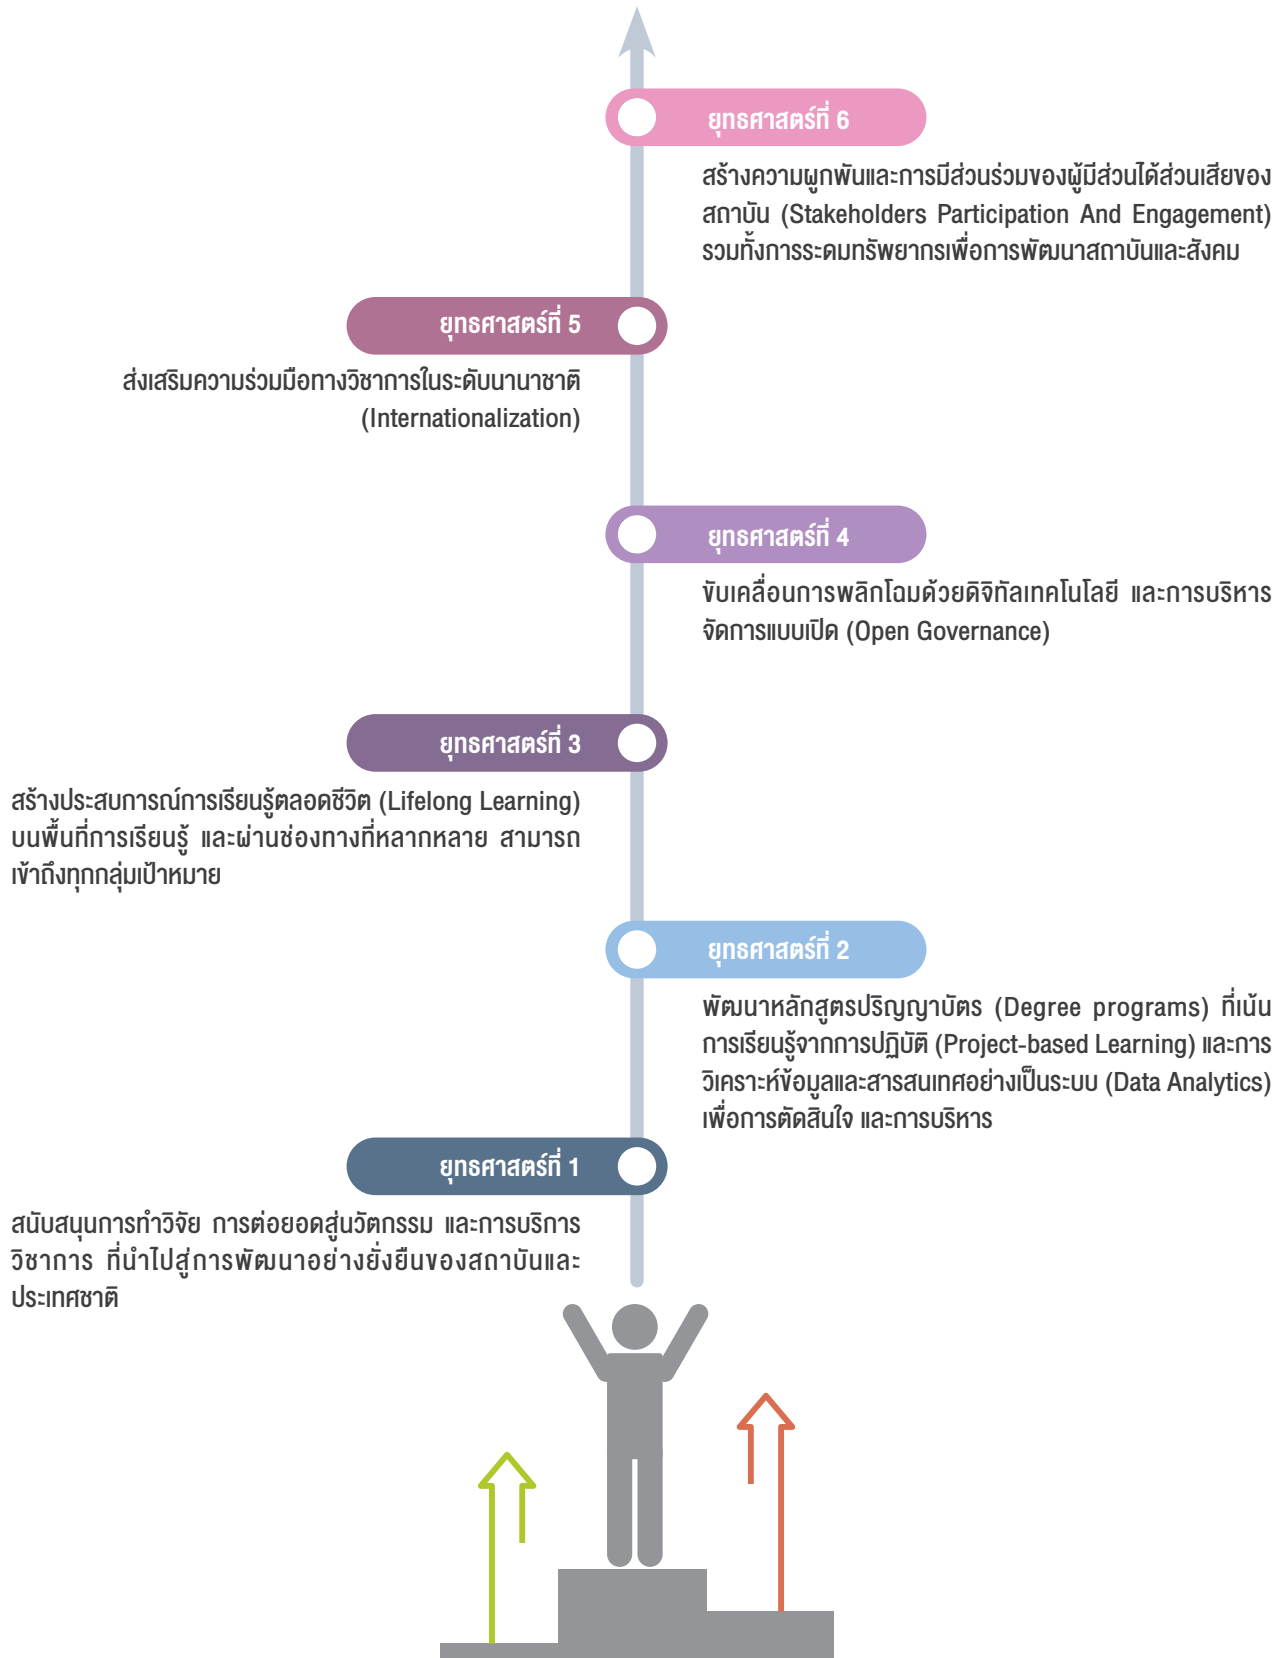 ยุทธศาสตร์ที่ 6
สร้างความผูกพันและการมีส่วนร่วมของผู้มีส่วนได้ส่วนเสียของ
สถาบัน (Stakeholders Participation And Engagement)
รวมทั้งการระดมทรัพยากรเพื่อการพัฒนาสถาบันและสังคม
ยุทธศาสตร์ที่ 5
ส่งเสริมความร่วมมือทางวิชาการในระดับนานาชาติ
(Internationalization)
ยุทธศาสตร์ที่ 4
ขับเคลื่อนการพลิกโฉมด้วยดิจิทัลเทคโนโลยี และการบริหาร
จัดการแบบเปิด (Open Governance)
ยุทธศาสตร์ที่ 3
สร้างประสบการณ์การเรียนรู้ตลอดชีวิต (Lifelong Learning)
บนพื้นที่การเรียนรู้ และผ่านช่องทางที่หลากหลาย สามารถ
เข้าถึงทุกกลุ่มเป้าหมาย
ยุทธศาสตร์ที่ 2
พัฒนาหลักสูตรปริญญาบัตร (Degree programs) ที่เน้น
การเรียนรู้จากการปฏิบัติ (Project-based Learning) และการ
วิเคราะห์ข้อมูลและสารสนเทศอย่างเป็นระบบ (Data Analytics)
เพื่อการตัดสินใจ และการบริหาร
ยุทธศาสตร์ที่ 1
สนับสนุนการทำวิจัย การต่อยอดสู่นวัตกรรม และการบริการ
วิชาการ ที่นำไปสู่การพัฒนาอย่างยั่งยืนของสถาบันและ
ประเทศชาติ